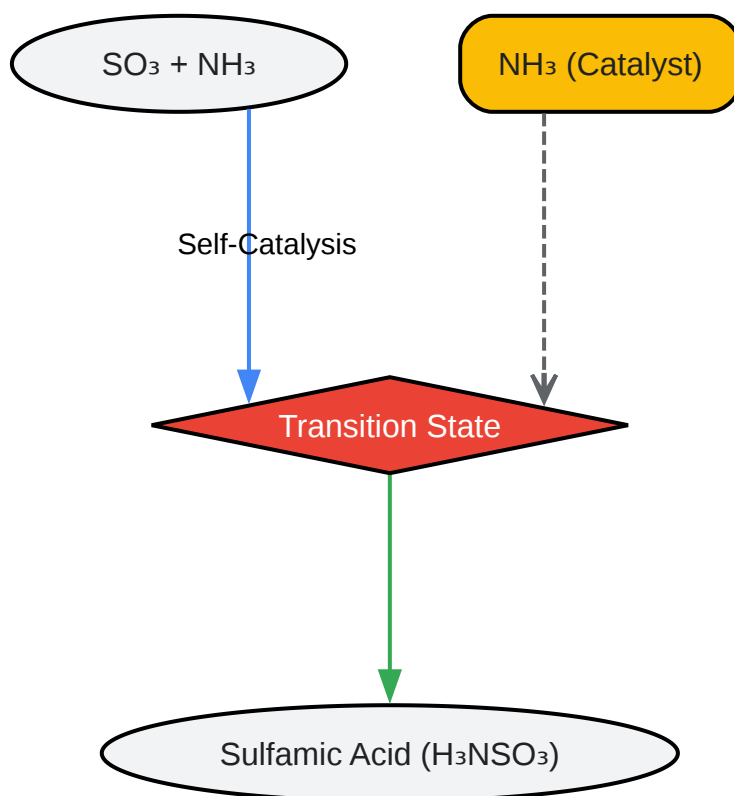 SO₃ + NH₃
NH₃ (Catalyst)
Self-Catalysis
Transition State
Sulfamic Acid (H₃NSO₃)